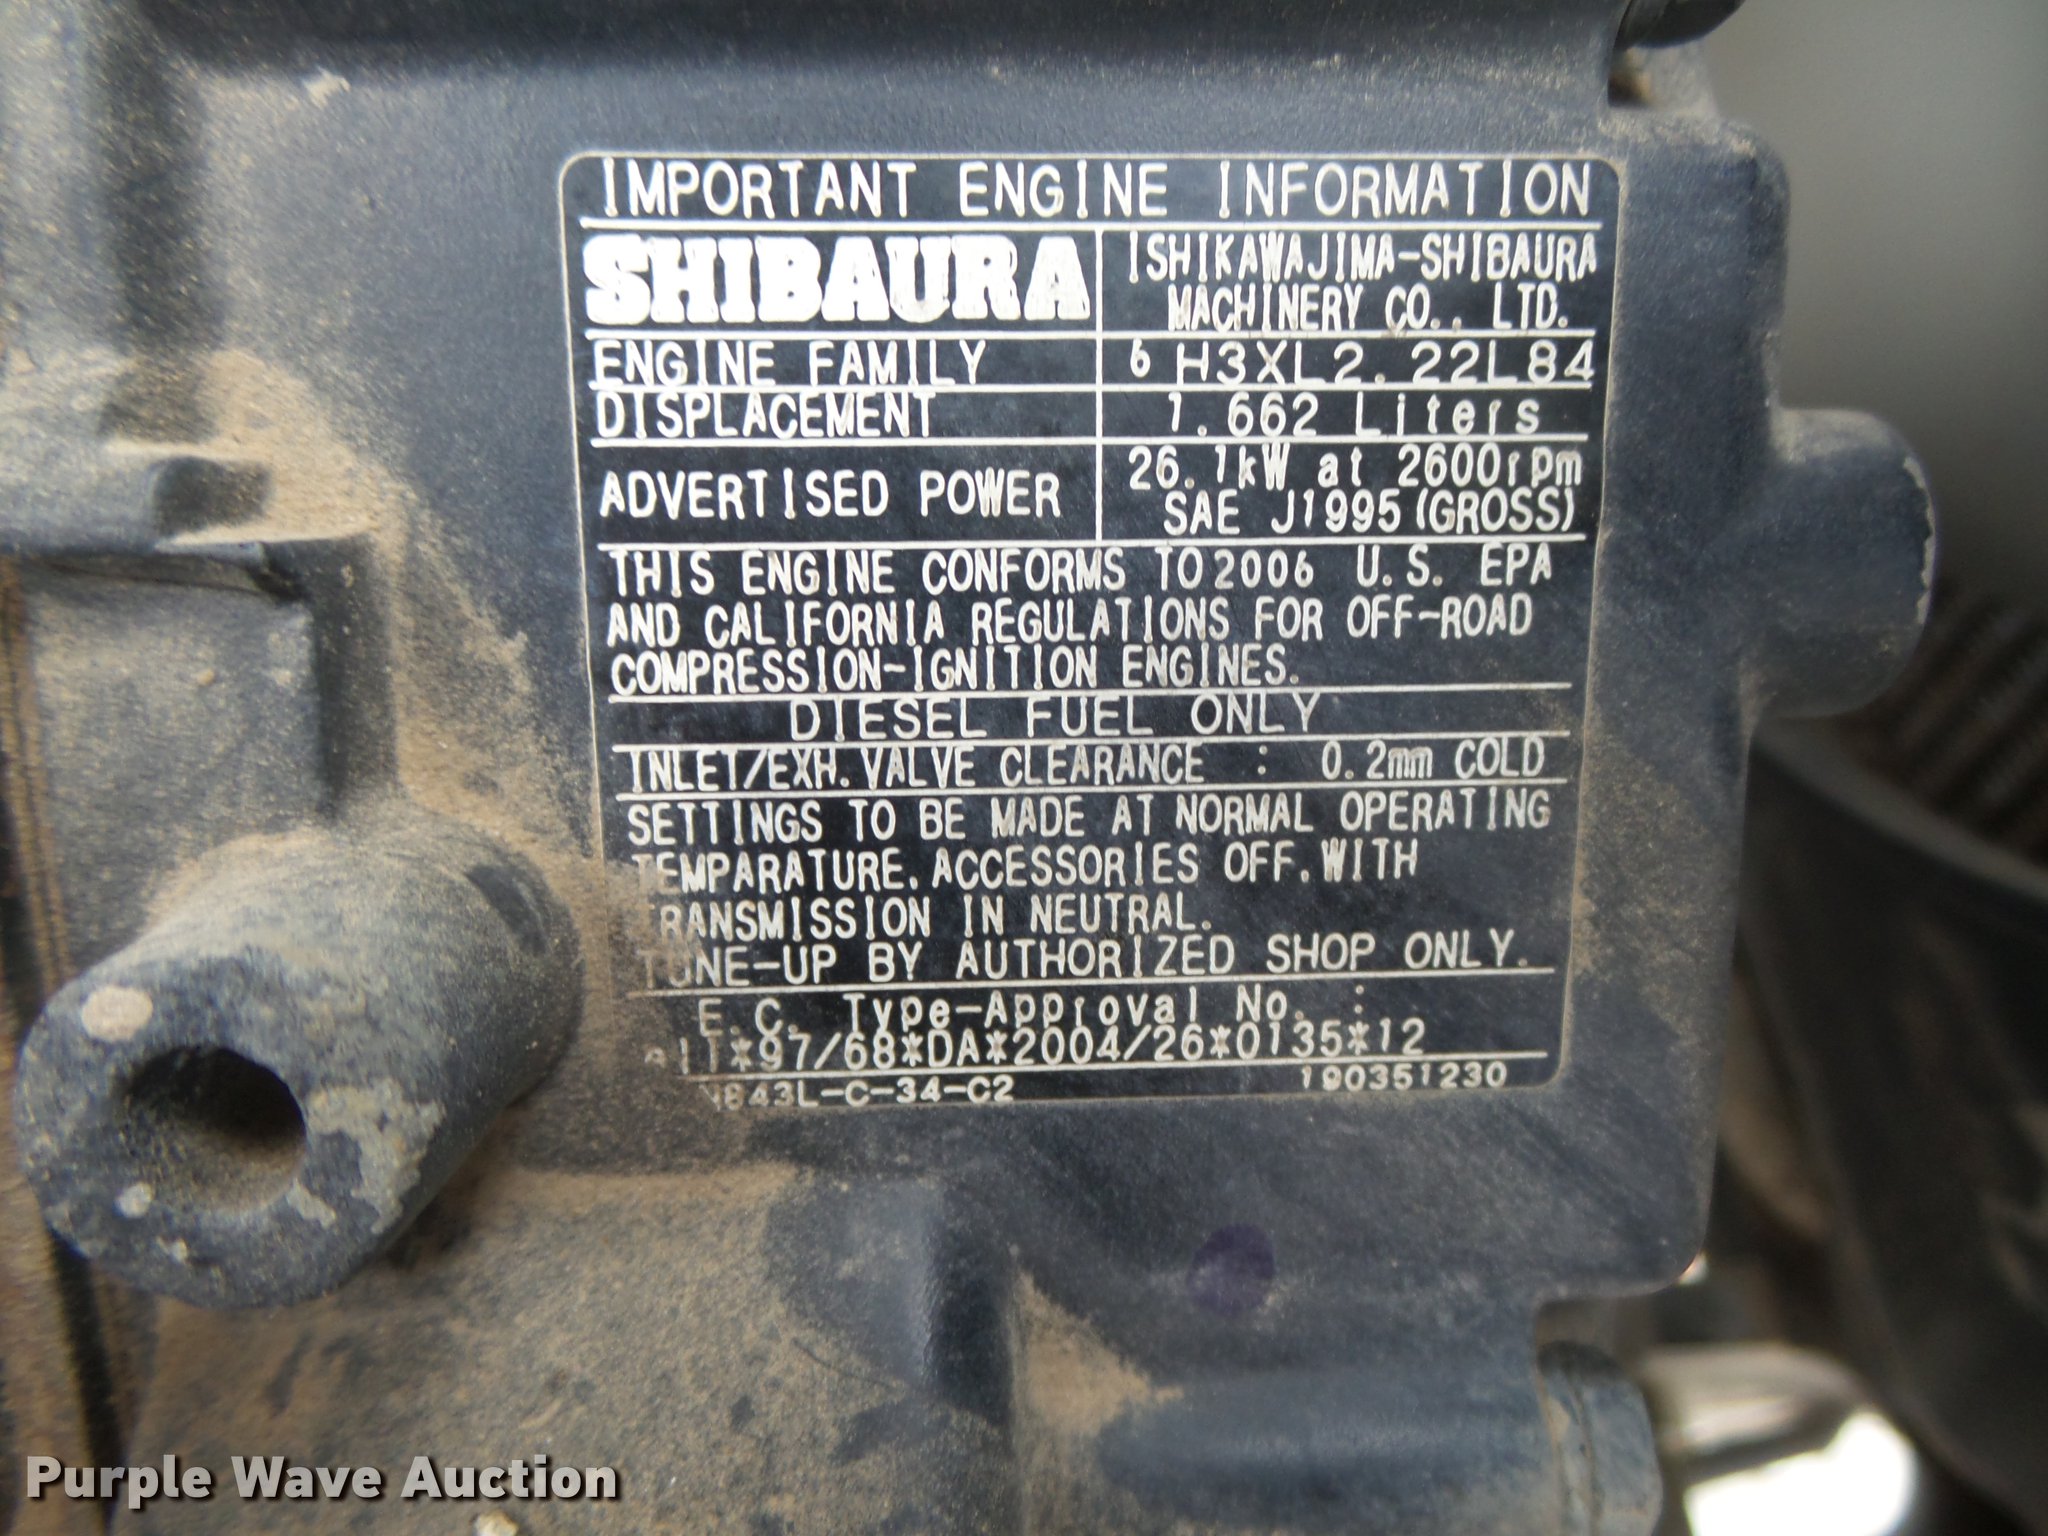 IMPORTANT ENGINE INFORMATION
SHIBAURA
ISHIKAWAJIMA-SHIBAURA
MACHINERY CO., LTD.
ENGINE FAMILY 6 H3XL2.22L84
DISPLACEMENT 1.662 Liters
ADVERTISED POWER
26.1kW at 2600rpm
SAE J1995(GROSS)
THIS ENGINE CONFORMS TO 2006 U.S. EPA
AND CALIFORNIA REGULATIONS FOR OFF-ROAD
COMPRESSION-IGNITION ENGINES.
DIESEL FUEL ONLY
INLET/EXH.VALVE CLEARANCE : 0.2mm COLD
SETTINGS TO BE MADE AT NORMAL OPERATING
TEMPARATURE.ACCESSORIES OFF.WITH
TRANSMISSION IN NEUTRAL.
TUNE-UP BY AUTHORIZED SHOP ONLY.
E.C. Type-Approval No. :
e11*97/68*DA*2004/26*0135*12
N843L-C-34-C2 190351230
Purple Wave Auction